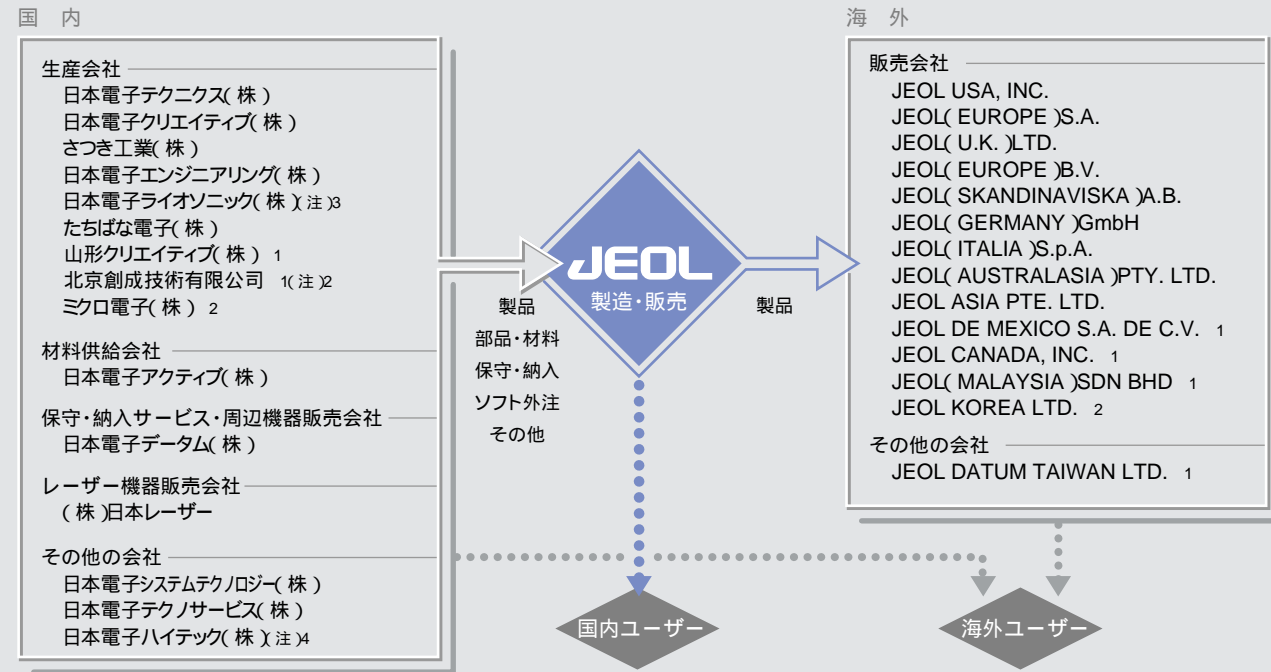 国 内
生産会社
日本電子テクニクス(株)
日本電子クリエイティブ(株)
さつき工業(株)
日本電子エンジニアリング(株)
日本電子ライオソニック(株)(注)3
たちばな電子(株)
山形クリエイティブ(株) 1
北京創成技術有限公司 1(注)2
ミクロ電子(株) 2
材料供給会社
日本電子アクティブ(株)
保守・納入サービス・周辺機器販売会社
日本電子データム(株)
レーザー機器販売会社
(株)日本レーザー
その他の会社
日本電子システムテクノロジー(株)
日本電子テクノサービス(株)
日本電子ハイテック(株)(注)4
製品
部品・材料
保守・納入
ソフト外注
その他
JEOL
製造・販売
製品
海 外
販売会社
JEOL USA, INC.
JEOL(EUROPE)S.A.
JEOL(U.K.)LTD.
JEOL(EUROPE)B.V.
JEOL(SKANDINAVISKA)A.B.
JEOL(GERMANY)GmbH
JEOL(ITALIA)S.p.A.
JEOL(AUSTRALASIA)PTY. LTD.
JEOL ASIA PTE. LTD.
JEOL DE MEXICO S.A. DE C.V. 1
JEOL CANADA, INC. 1
JEOL(MALAYSIA)SDN BHD 1
JEOL KOREA LTD. 2
その他の会社
JEOL DATUM TAIWAN LTD. 1
国内ユーザー
海外ユーザー